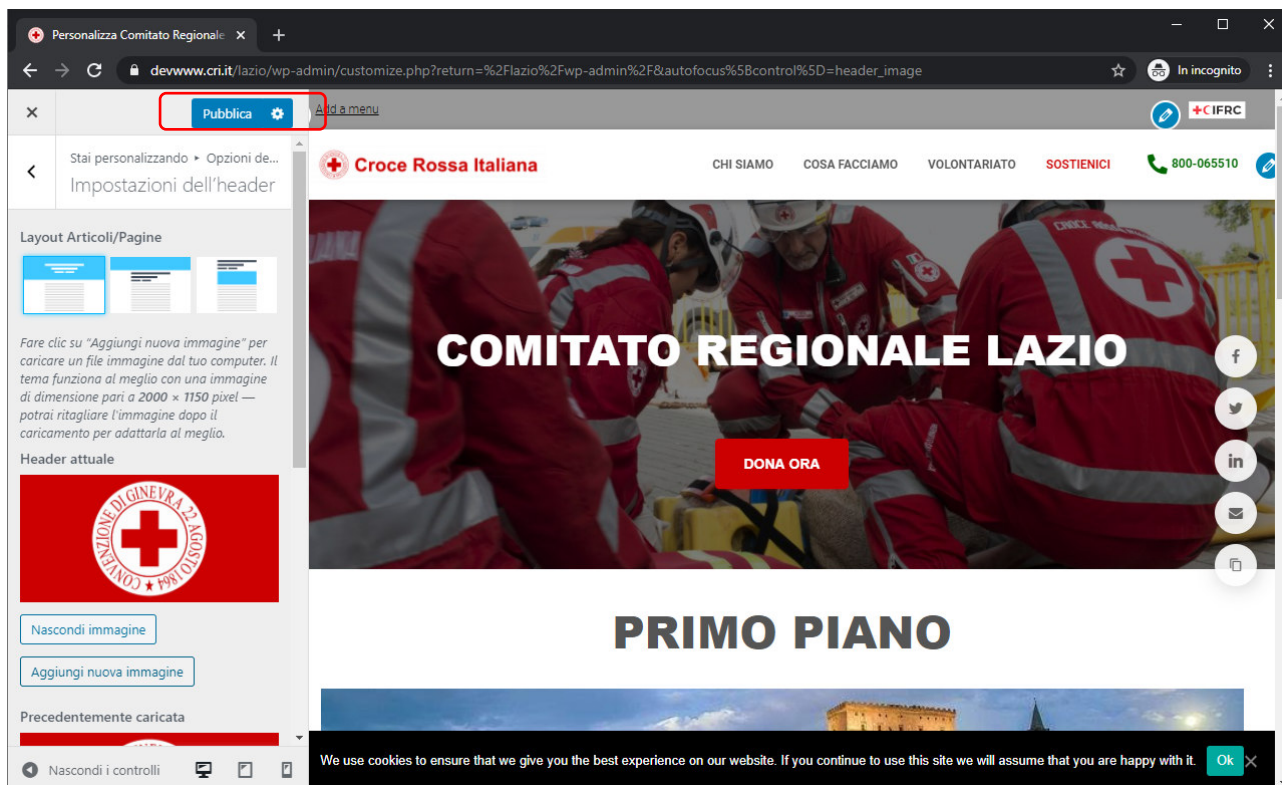 Personalizza Comitato Regionale
devwww.cri.it/lazio/wp-admin/customize.php?return=%2Flazio%2Fwp-admin%2F&autofocus%5Bcontrol%5D=header_image
In incognito
Pubblica
Add a menu
+CIFRC
Stai personalizzando ▸ Opzioni de...
Impostazioni dell'header
Croce Rossa Italiana
CHI SIAMO
COSA FACCIAMO
VOLONTARIATO
SOSTIENICI
800-065510
Layout Articoli/Pagine
Fare clic su "Aggiungi nuova immagine" per
caricare un file immagine dal tuo computer. Il
tema funziona al meglio con una immagine
di dimensione pari a 2000 × 1150 pixel —
potrai ritagliare l'immagine dopo il
caricamento per adattarla al meglio.
Header attuale
CONVENZIONE DI GINEVRA 22 AGOSTO 1864
Nascondi immagine
Aggiungi nuova immagine
Precedentemente caricata
Nascondi i controlli
COMITATO REGIONALE LAZIO
DONA ORA
PRIMO PIANO
We use cookies to ensure that we give you the best experience on our website. If you continue to use this site we will assume that you are happy with it.
Ok